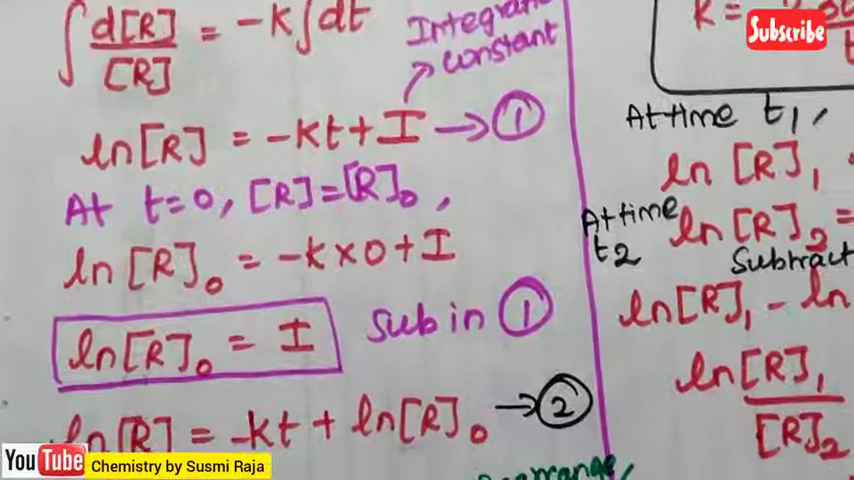 ∫ d[R]/[R] = -K∫dt
constant
ln[R] = -Kt + I → ①
At t=0, [R]=[R]₀,
ln[R]₀ = -K×0+I
ln[R]₀ = I sub in ①
ln[R] = -Kt + ln[R]₀ → ②
K =
At time t₁,
ln [R]₁
At time t2 ln [R]₂ =
Subtract
ln[R]₁ - ln
ln [R]₁/[R]₂
Subscribe
YouTube
Chemistry by Susmi Raja